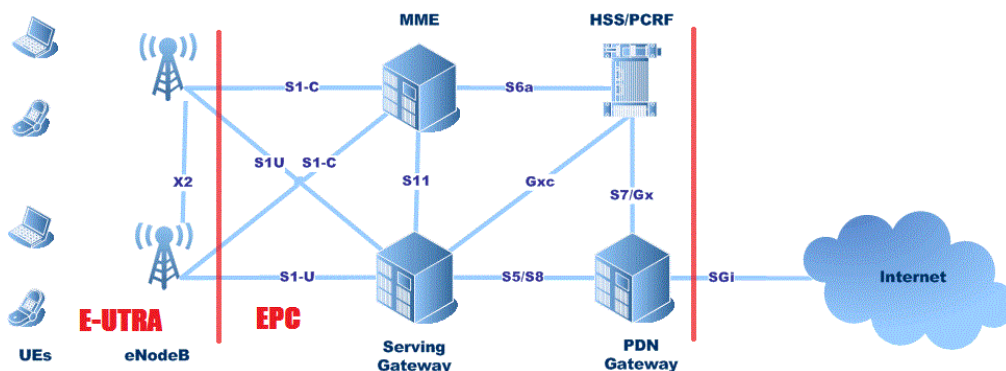 MME
HSS/PCRF
S1-C
S6a
S1U
S1-C
X2
S11
Gxc
S7/Gx
S1-U
S5/S8
SGi
Internet
E-UTRA
EPC
UEs
eNodeB
Serving
Gateway
PDN
Gateway